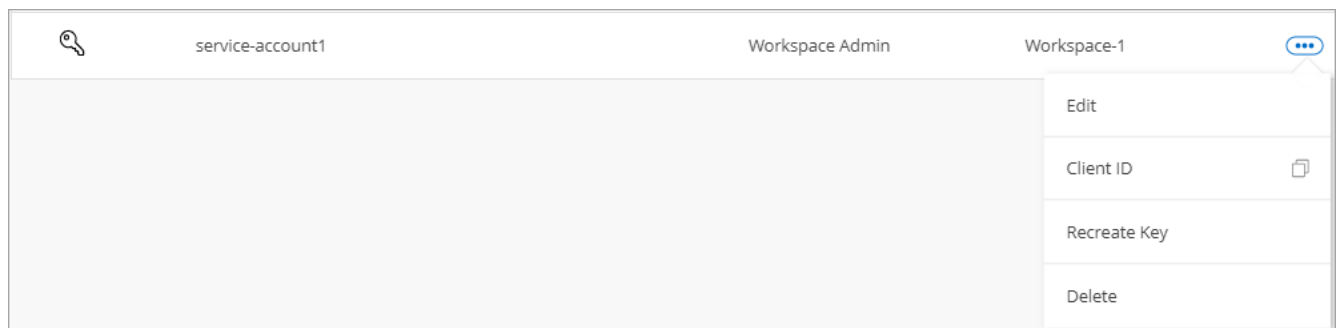 service-account1 Workspace Admin Workspace-1
Edit
Client ID
Recreate Key
Delete